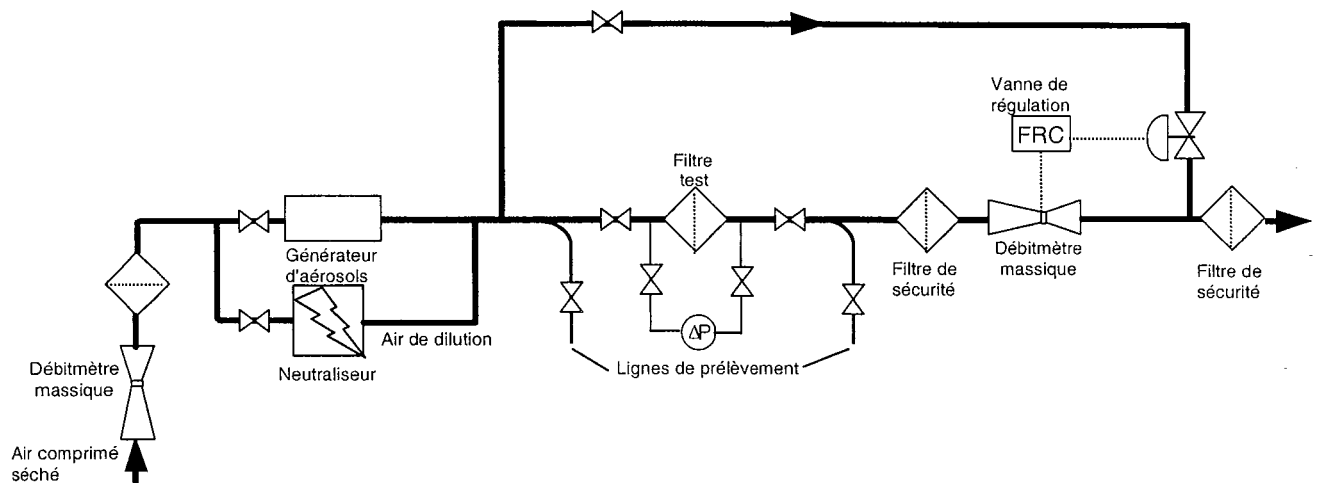 Vanne de
régulation
FRC
Filtre
test
Générateur
d'aérosols
Filtre de
sécurité
Débitmètre
massique
Filtre de
sécurité
Air de dilution
ΔP
Débitmètre
massique
Neutraliseur
Lignes de prélèvement
Air comprimé
séché